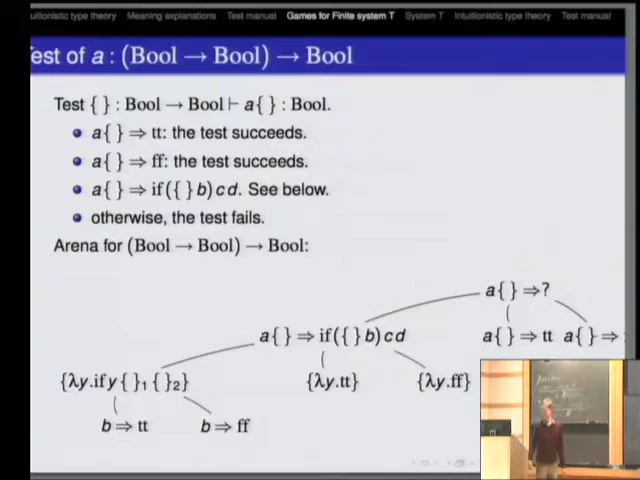 uitionistic type theory Meaning explanations Test manual Games for Finite system T System T Intuitionistic type theory Test manual
Test of a : (Bool → Bool) → Bool
Test { } : Bool → Bool ⊢ a{ } : Bool.
a{ } ⇒ tt: the test succeeds.
a{ } ⇒ ff: the test succeeds.
a{ } ⇒ if({ } b) c d. See below.
otherwise, the test fails.
Arena for (Bool → Bool) → Bool:
a{ } ⇒?
a{ } ⇒ if({ } b) c d a{ } ⇒ tt a{ } ⇒
{λy.if y { }₁ { }₂} {λy.tt} {λy.ff}
b ⇒ tt b ⇒ ff